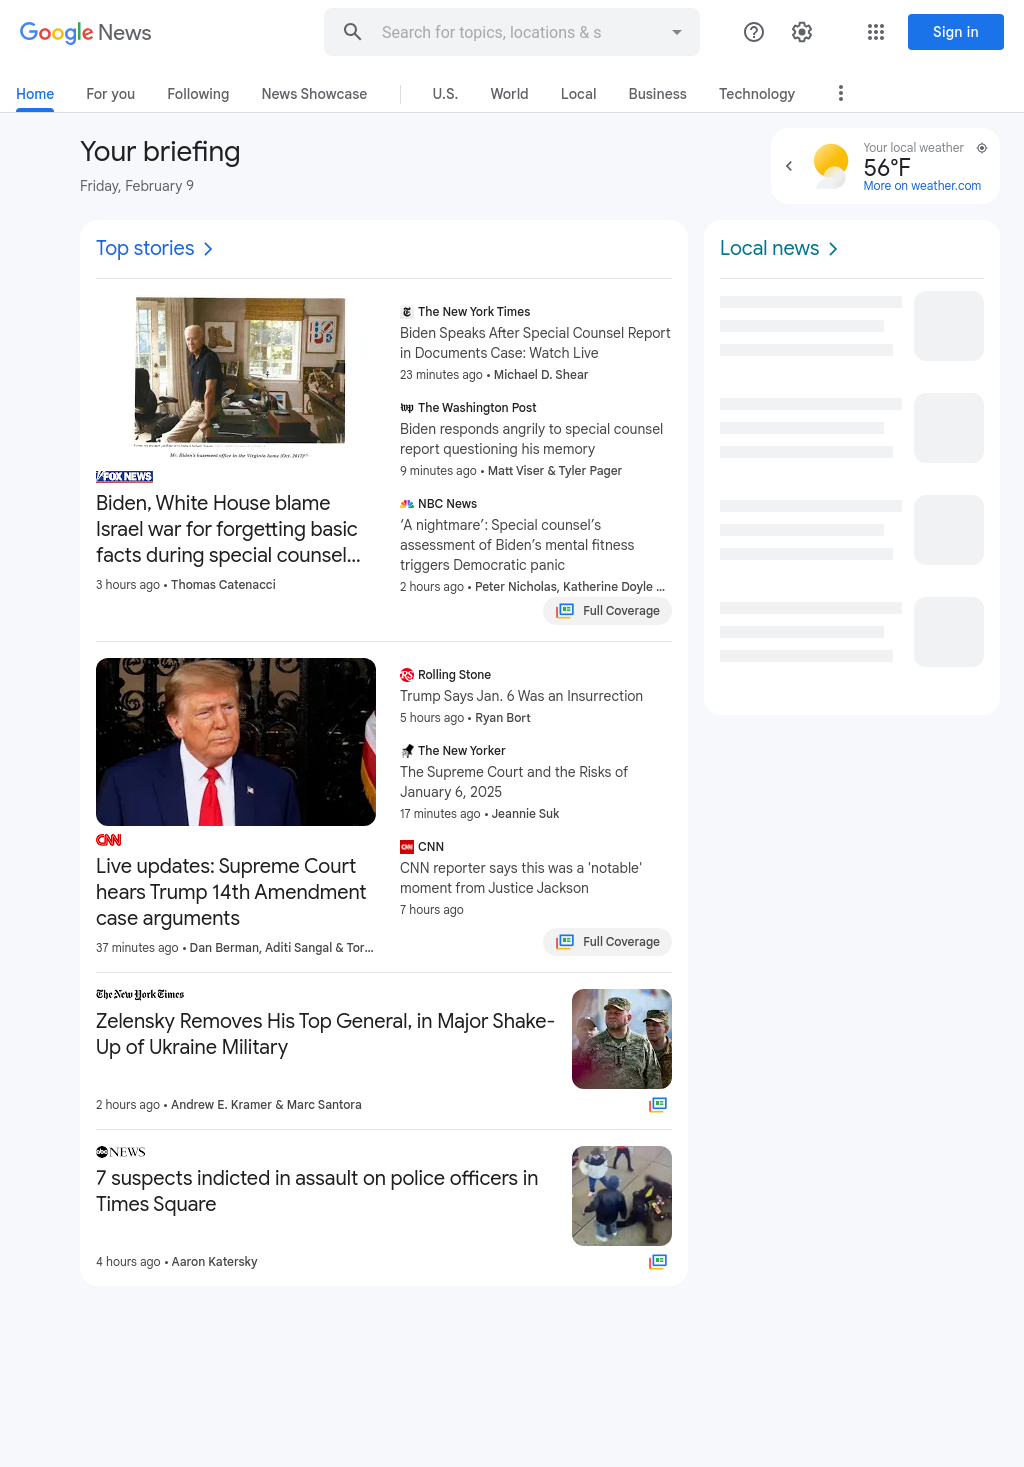 Google News
Search for topics, locations & s
Sign in
Home
For you
Following
News Showcase
U.S.
World
Local
Business
Technology
Your briefing
Friday, February 9
Your local weather
56°F
More on weather.com
Top stories
Mr. Biden's basement office in the Virginia home (Oct. 2017)
FOX NEWS
Biden, White House blame
Israel war for forgetting basic
facts during special counsel...
3 hours ago • Thomas Catenacci
The New York Times
Biden Speaks After Special Counsel Report
in Documents Case: Watch Live
23 minutes ago • Michael D. Shear
wp The Washington Post
Biden responds angrily to special counsel
report questioning his memory
9 minutes ago • Matt Viser & Tyler Pager
NBC News
‘A nightmare’: Special counsel’s
assessment of Biden’s mental fitness
triggers Democratic panic
2 hours ago • Peter Nicholas, Katherine Doyle ...
Full Coverage
CNN
Live updates: Supreme Court
hears Trump 14th Amendment
case arguments
37 minutes ago • Dan Berman, Aditi Sangal & Tor...
RS Rolling Stone
Trump Says Jan. 6 Was an Insurrection
5 hours ago • Ryan Bort
The New Yorker
The Supreme Court and the Risks of
January 6, 2025
17 minutes ago • Jeannie Suk
CNN CNN
CNN reporter says this was a 'notable'
moment from Justice Jackson
7 hours ago
Full Coverage
The New York Times
Zelensky Removes His Top General, in Major Shake-
Up of Ukraine Military
2 hours ago • Andrew E. Kramer & Marc Santora
abc NEWS
7 suspects indicted in assault on police officers in
Times Square
4 hours ago • Aaron Katersky
Local news